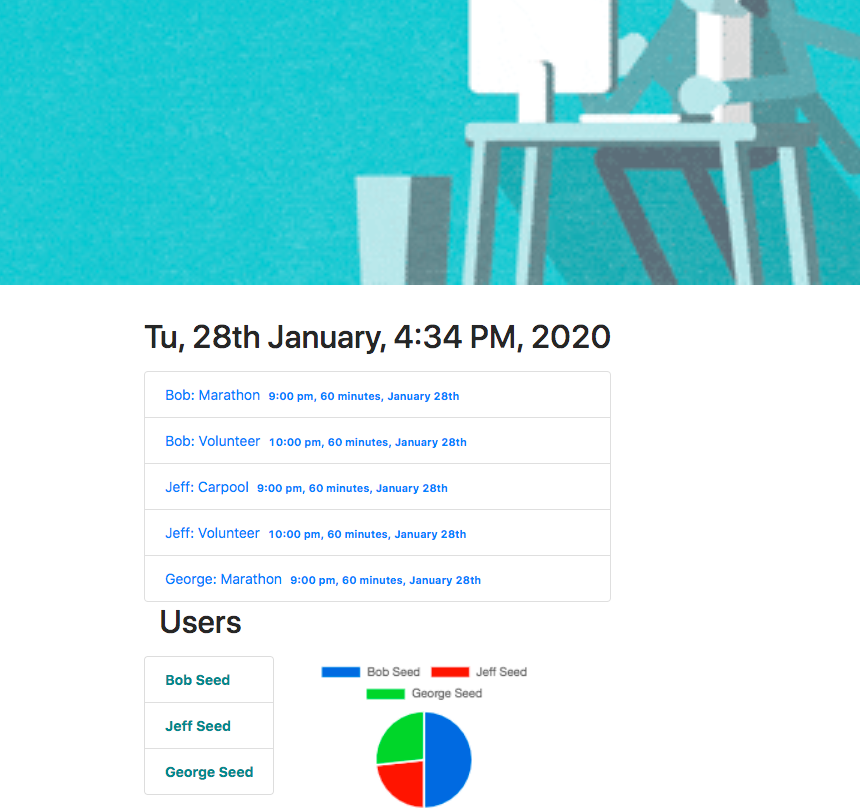 Tu, 28th January, 4:34 PM, 2020
Bob: Marathon 9:00 pm, 60 minutes, January 28th
Bob: Volunteer 10:00 pm, 60 minutes, January 28th
Jeff: Carpool 9:00 pm, 60 minutes, January 28th
Jeff: Volunteer 10:00 pm, 60 minutes, January 28th
George: Marathon 9:00 pm, 60 minutes, January 28th
Users
Bob Seed
Jeff Seed
George Seed
Bob Seed Jeff Seed
George Seed